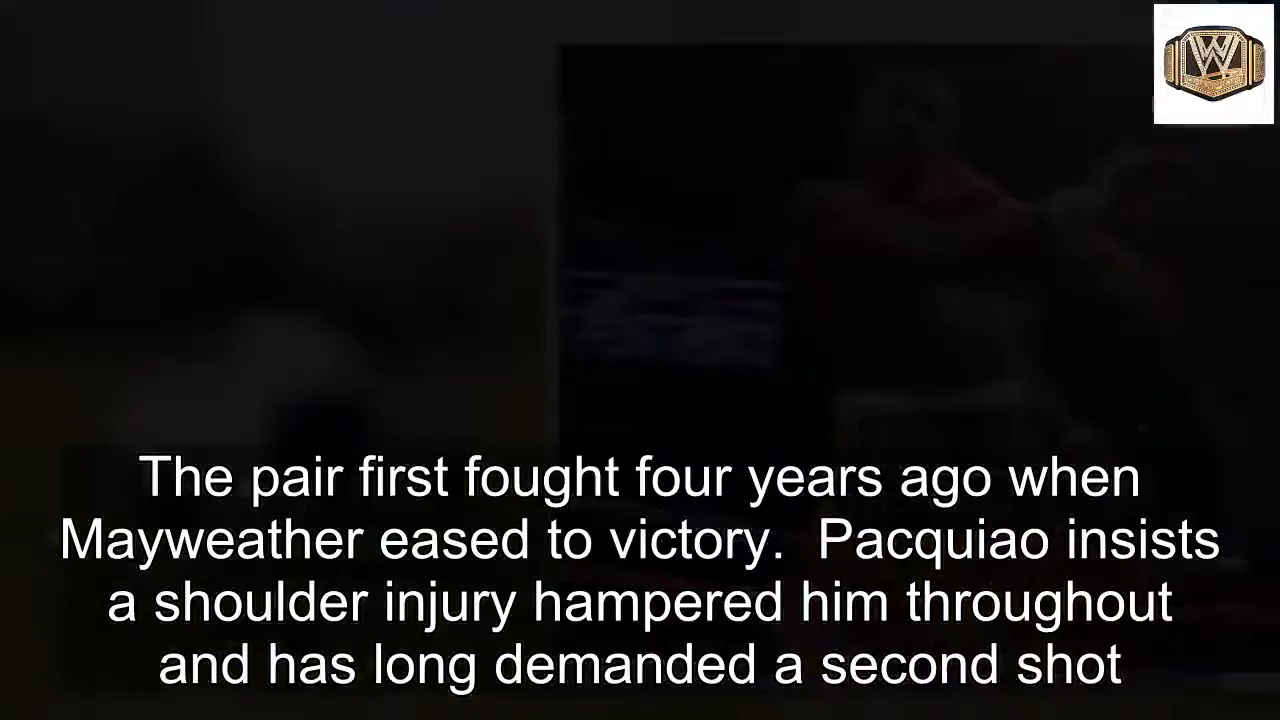 The pair first fought four years ago when
Mayweather eased to victory.  Pacquiao insists
a shoulder injury hampered him throughout
and has long demanded a second shot